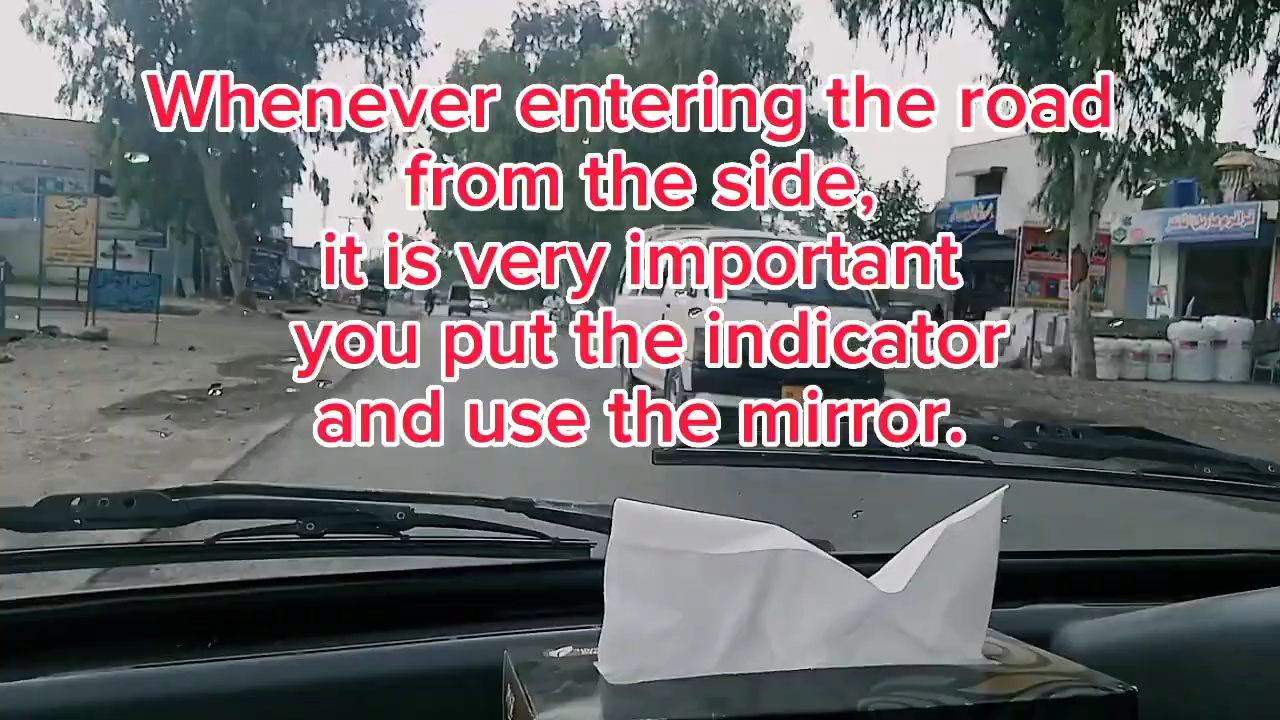 Whenever entering the road
from the side,
it is very important
you put the indicator
and use the mirror.